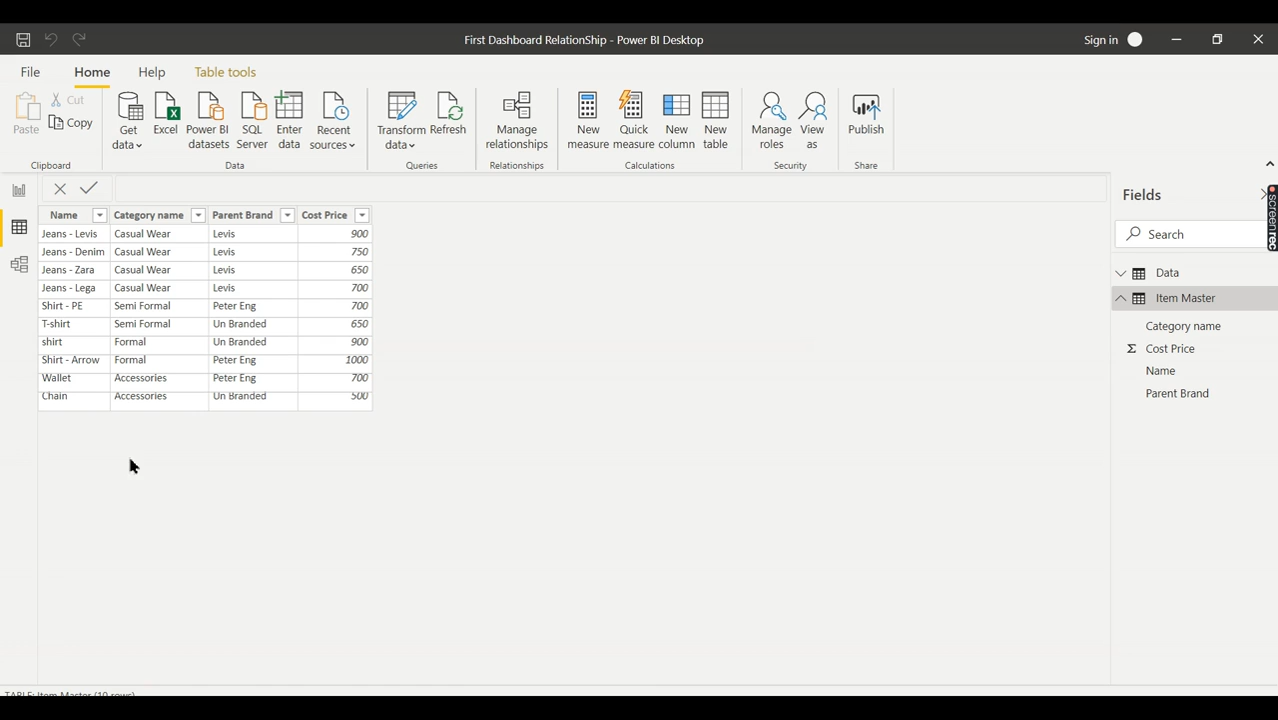 First Dashboard RelationShip - Power BI Desktop
Sign in
File Home Help Table tools
Paste
Cut
Copy
Get data
Excel
Power BI datasets
SQL Server
Enter data
Recent sources
Transform data
Refresh
Manage relationships
New measure
Quick measure
New column
New table
Manage roles
View as
Publish
Clipboard Data Queries Relationships Calculations Security Share
Name Category name Parent Brand Cost Price
Jeans - Levis Casual Wear Levis 900
Jeans - Denim Casual Wear Levis 750
Jeans - Zara Casual Wear Levis 650
Jeans - Lega Casual Wear Levis 700
Shirt - PE Semi Formal Peter Eng 700
T-shirt Semi Formal Un Branded 650
shirt Formal Un Branded 900
Shirt - Arrow Formal Peter Eng 1000
Wallet Accessories Peter Eng 700
Chain Accessories Un Branded 500
Fields
Search
screenrec
Data
Item Master
Category name
Σ Cost Price
Name
Parent Brand
TABLE: Item Master (10 rows)